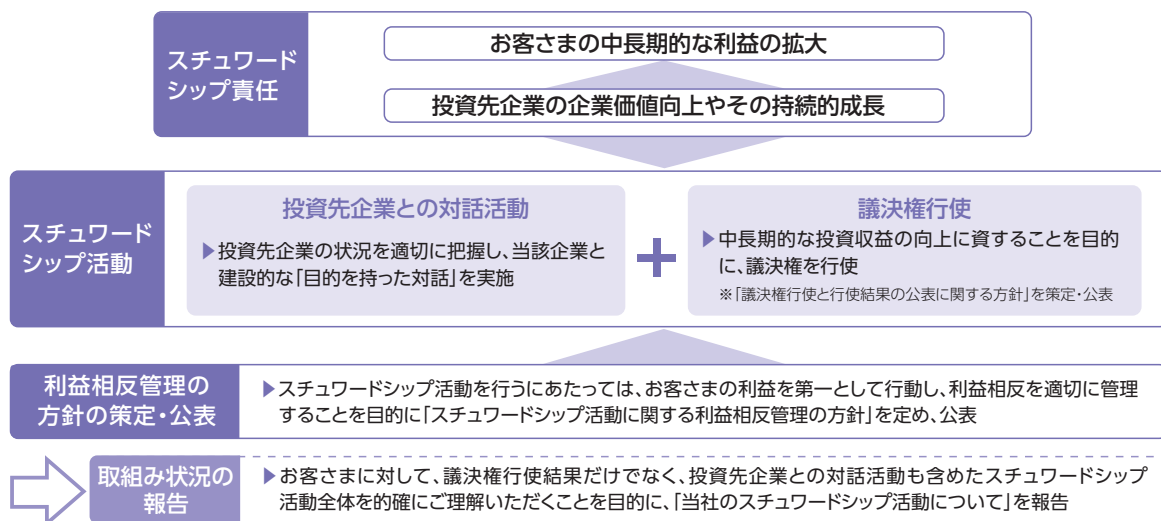 スチュワード
シップ責任
お客さまの中長期的な利益の拡大
投資先企業の企業価値向上やその持続的成長
スチュワード
シップ活動
投資先企業との対話活動
▶投資先企業の状況を適切に把握し、当該企業と
建設的な「目的を持った対話」を実施
+
議決権行使
▶中長期的な投資収益の向上に資することを目的
に、議決権を行使
※「議決権行使と行使結果の公表に関する方針」を策定・公表
利益相反管理の
方針の策定・公表
▶スチュワードシップ活動を行うにあたっては、お客さまの利益を第一として行動し、利益相反を適切に管理
することを目的に「スチュワードシップ活動に関する利益相反管理の方針」を定め、公表
取組み状況の
報告
▶お客さまに対して、議決権行使結果だけでなく、投資先企業との対話活動も含めたスチュワードシップ
活動全体を的確にご理解いただくことを目的に、「当社のスチュワードシップ活動について」を報告